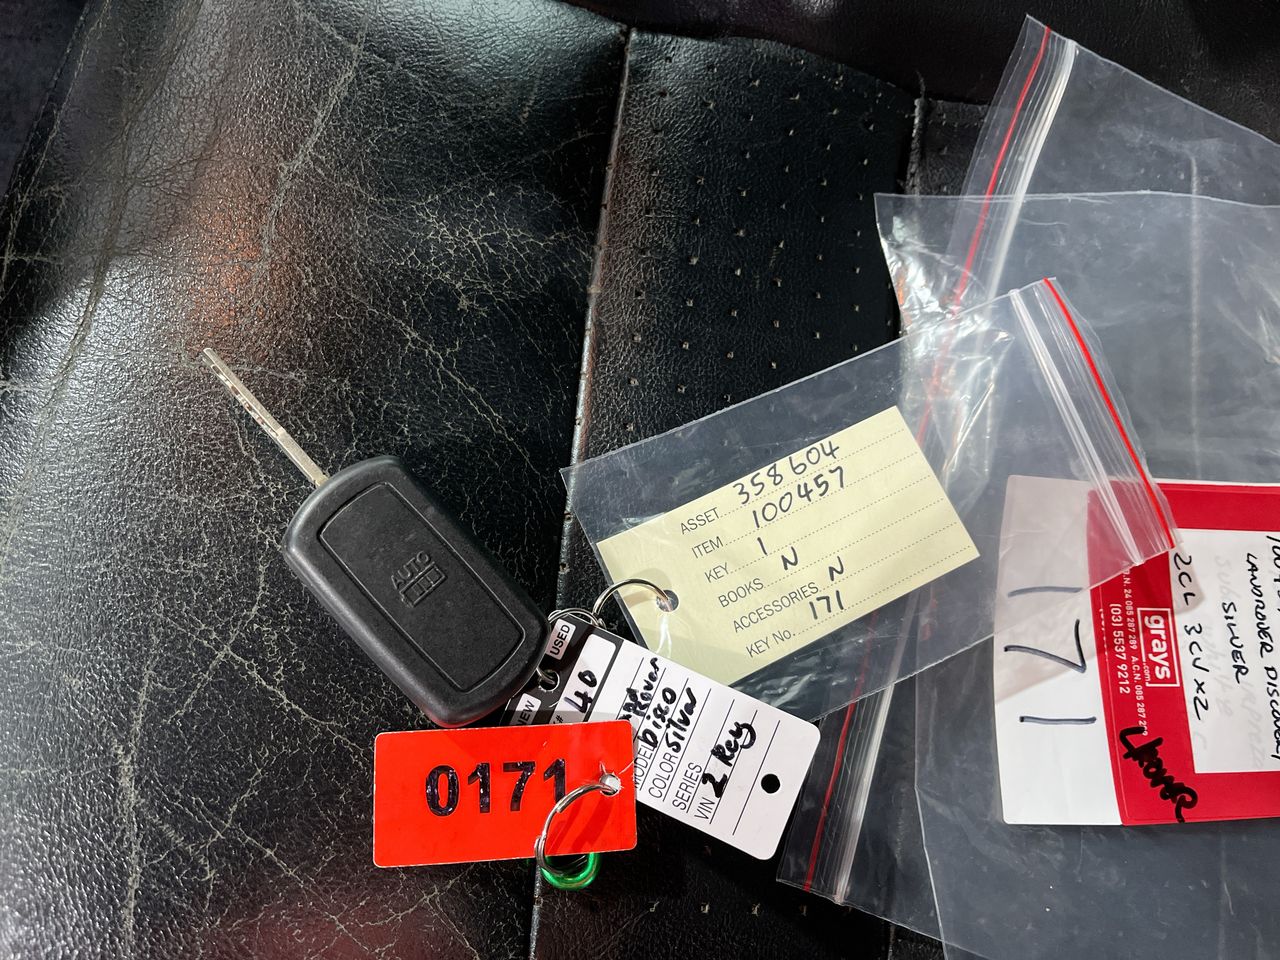 ASSET 358604
ITEM 100457
KEY 1
BOOKS N
ACCESSORIES N
KEY No. 171
USED
# 40
MODEL Disco
COLOR Silver
SERIES
VIN 2 Key
0171
171
grays
.com
(03) 5537 9212
LANDROVER DISCOVERY
SILVER
2CL 3CV X2